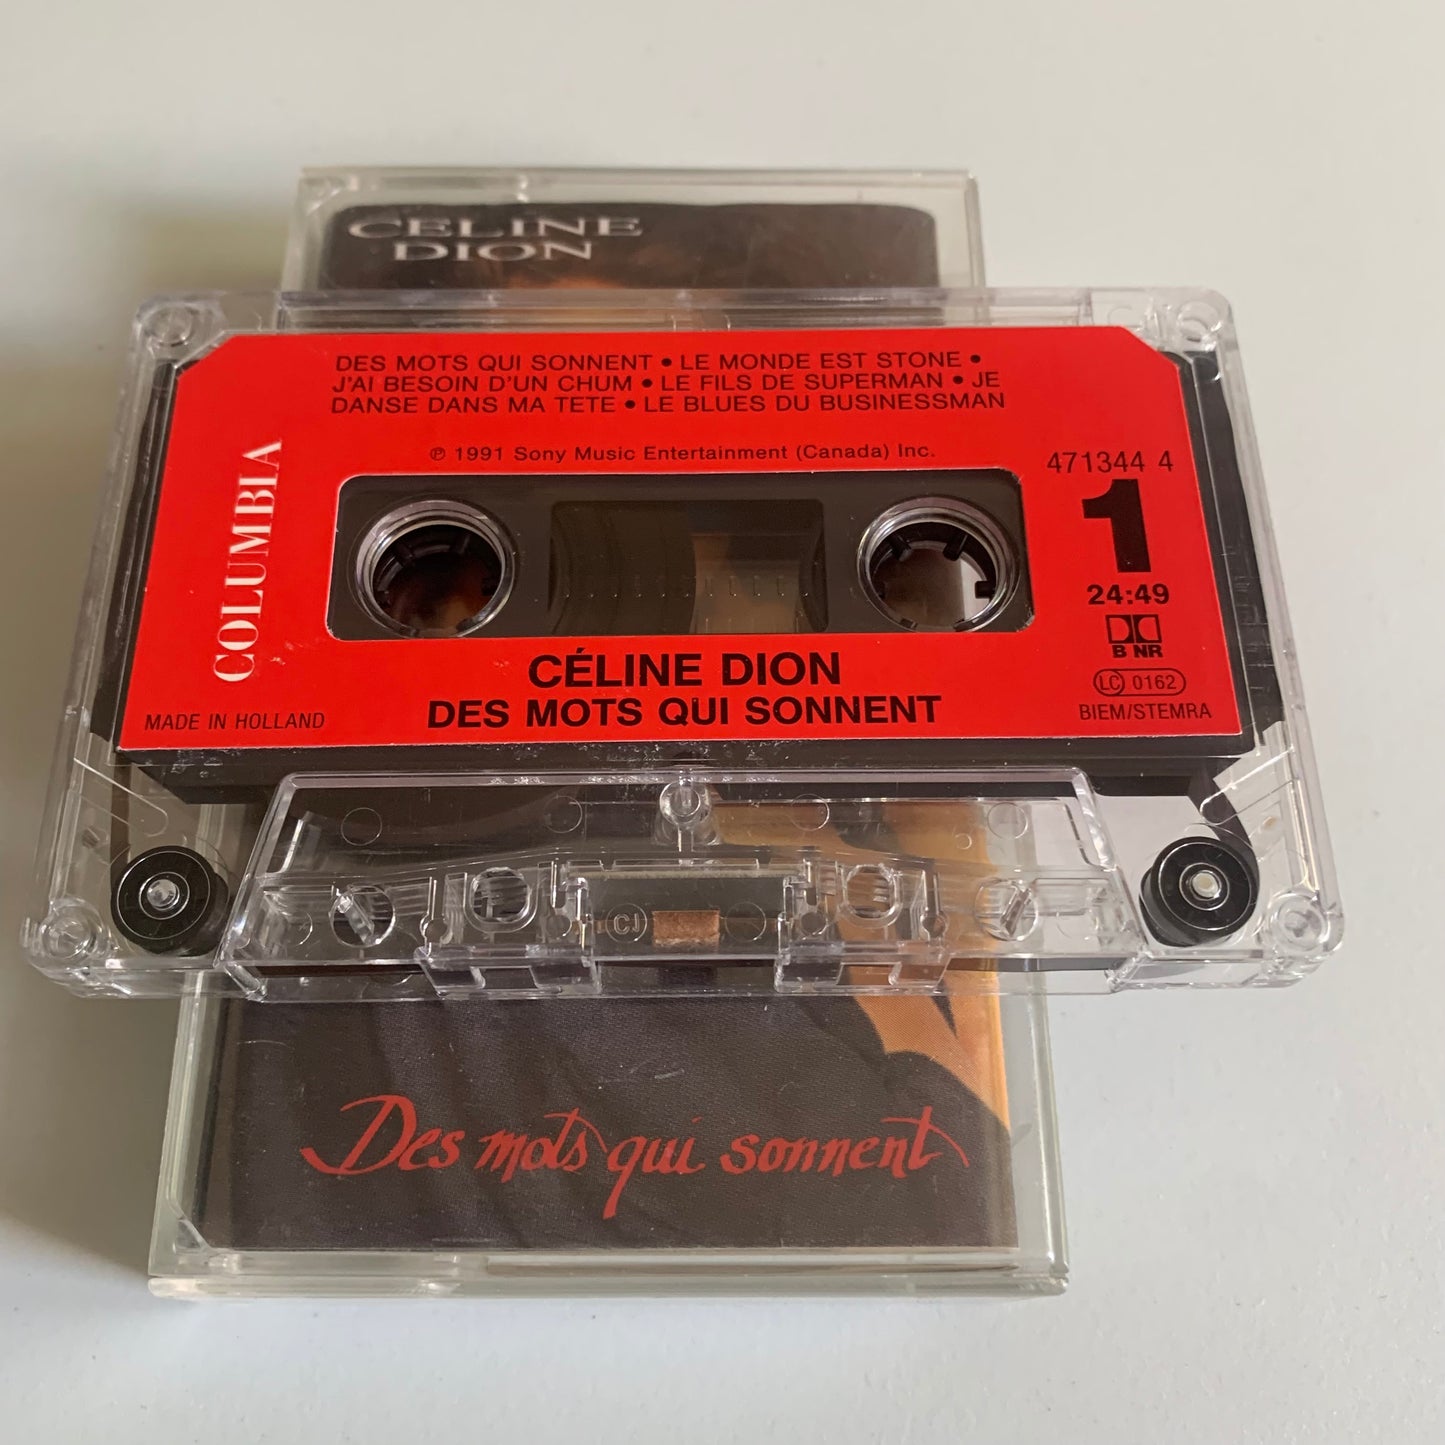 CELINE
DION
DES MOTS QUI SONNENT • LE MONDE EST STONE •
J'AI BESOIN D'UN CHUM • LE FILS DE SUPERMAN • JE
DANSE DANS MA TETE • LE BLUES DU BUSINESSMAN
℗ 1991 Sony Music Entertainment (Canada) Inc.
471344 4
1
24:49
B NR
LC 0162
BIEM/STEMRA
COLUMBIA
MADE IN HOLLAND
CÉLINE DION
DES MOTS QUI SONNENT
Des mots qui sonnent